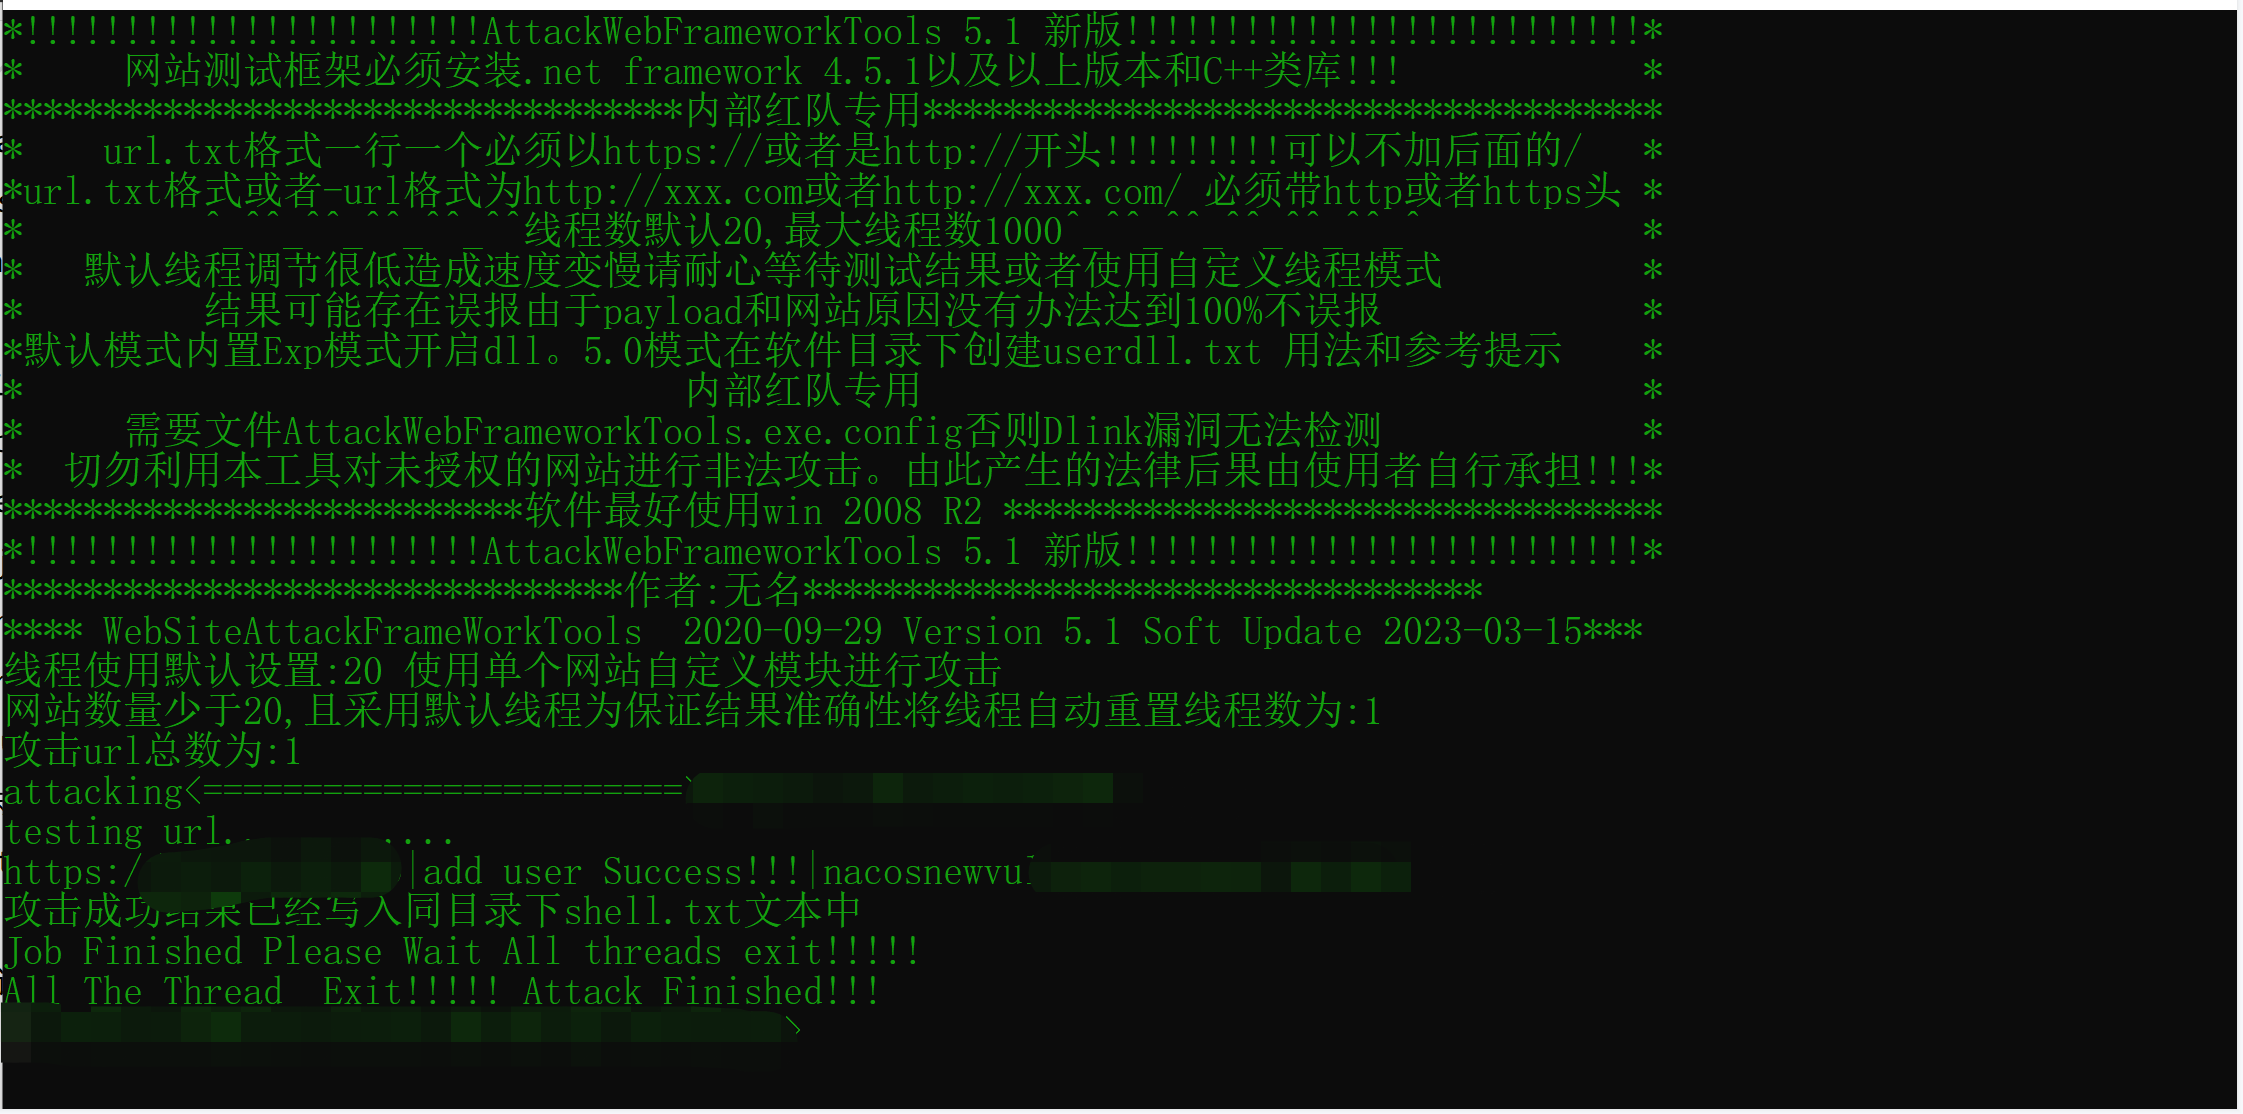 *!!!!!!!!!!!!!!!!!!!!!!!AttackWebFrameworkTools 5.1 新版!!!!!!!!!!!!!!!!!!!!!!!!!!*
* 网站测试框架必须安装.net framework 4.5.1以及以上版本和C++类库!!! *
**********************************内部红队专用*************************************
* url.txt格式一行一个必须以https://或者是http://开头!!!!!!!!!可以不加后面的/ *
*url.txt格式或者-url格式为http://xxx.com或者http://xxx.com/ 必须带http或者https头 *
* ^_^^_^^_^^_^^_^^线程数默认20,最大线程数1000^_^^_^^_^^_^^_^^_^ *
* 默认线程调节很低造成速度变慢请耐心等待测试结果或者使用自定义线程模式 *
* 结果可能存在误报由于payload和网站原因没有办法达到100%不误报 *
*默认模式内置Exp模式开启dll。5.0模式在软件目录下创建userdll.txt 用法和参考提示 *
* 内部红队专用 *
* 需要文件AttackWebFrameworkTools.exe.config否则Dlink漏洞无法检测 *
* 切勿利用本工具对未授权的网站进行非法攻击。由此产生的法律后果由使用者自行承担!!!*
**************************软件最好使用win 2008 R2 *********************************
*!!!!!!!!!!!!!!!!!!!!!!!AttackWebFrameworkTools 5.1 新版!!!!!!!!!!!!!!!!!!!!!!!!!!*
*******************************作者:无名**********************************
**** WebSiteAttackFrameWorkTools 2020-09-29 Version 5.1 Soft Update 2023-03-15***
线程使用默认设置:20 使用单个网站自定义模块进行攻击
网站数量少于20,且采用默认线程为保证结果准确性将线程自动重置线程数为:1
攻击url总数为:1
attacking<========================
testing url. ....
https:/ |add user Success!!!|nacosnewvul
攻击成功结果已经写入同目录下shell.txt文本中
Job Finished Please Wait All threads exit!!!!!
All The Thread Exit!!!!! Attack Finished!!!
>